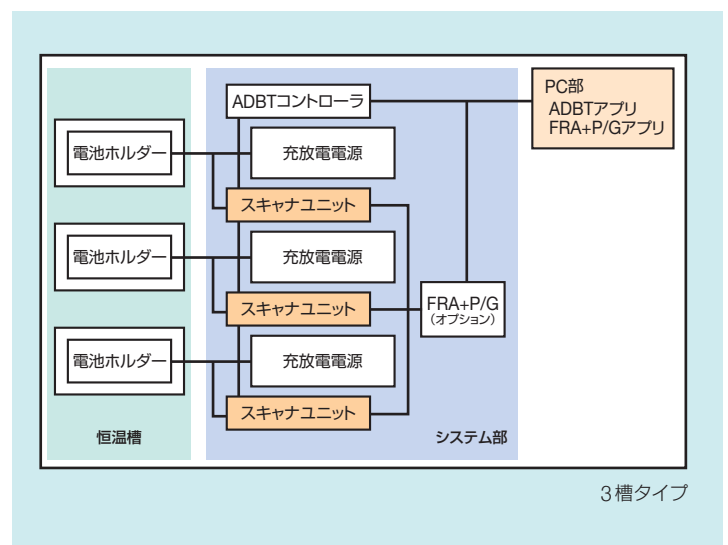 ADBTコントローラ
PC部
ADBTアプリ
FRA+P/Gアプリ
電池ホルダー
充放電電源
スキャナユニット
電池ホルダー
充放電電源
スキャナユニット
FRA+P/G
(オプション)
電池ホルダー
充放電電源
スキャナユニット
恒温槽
システム部
3槽タイプ